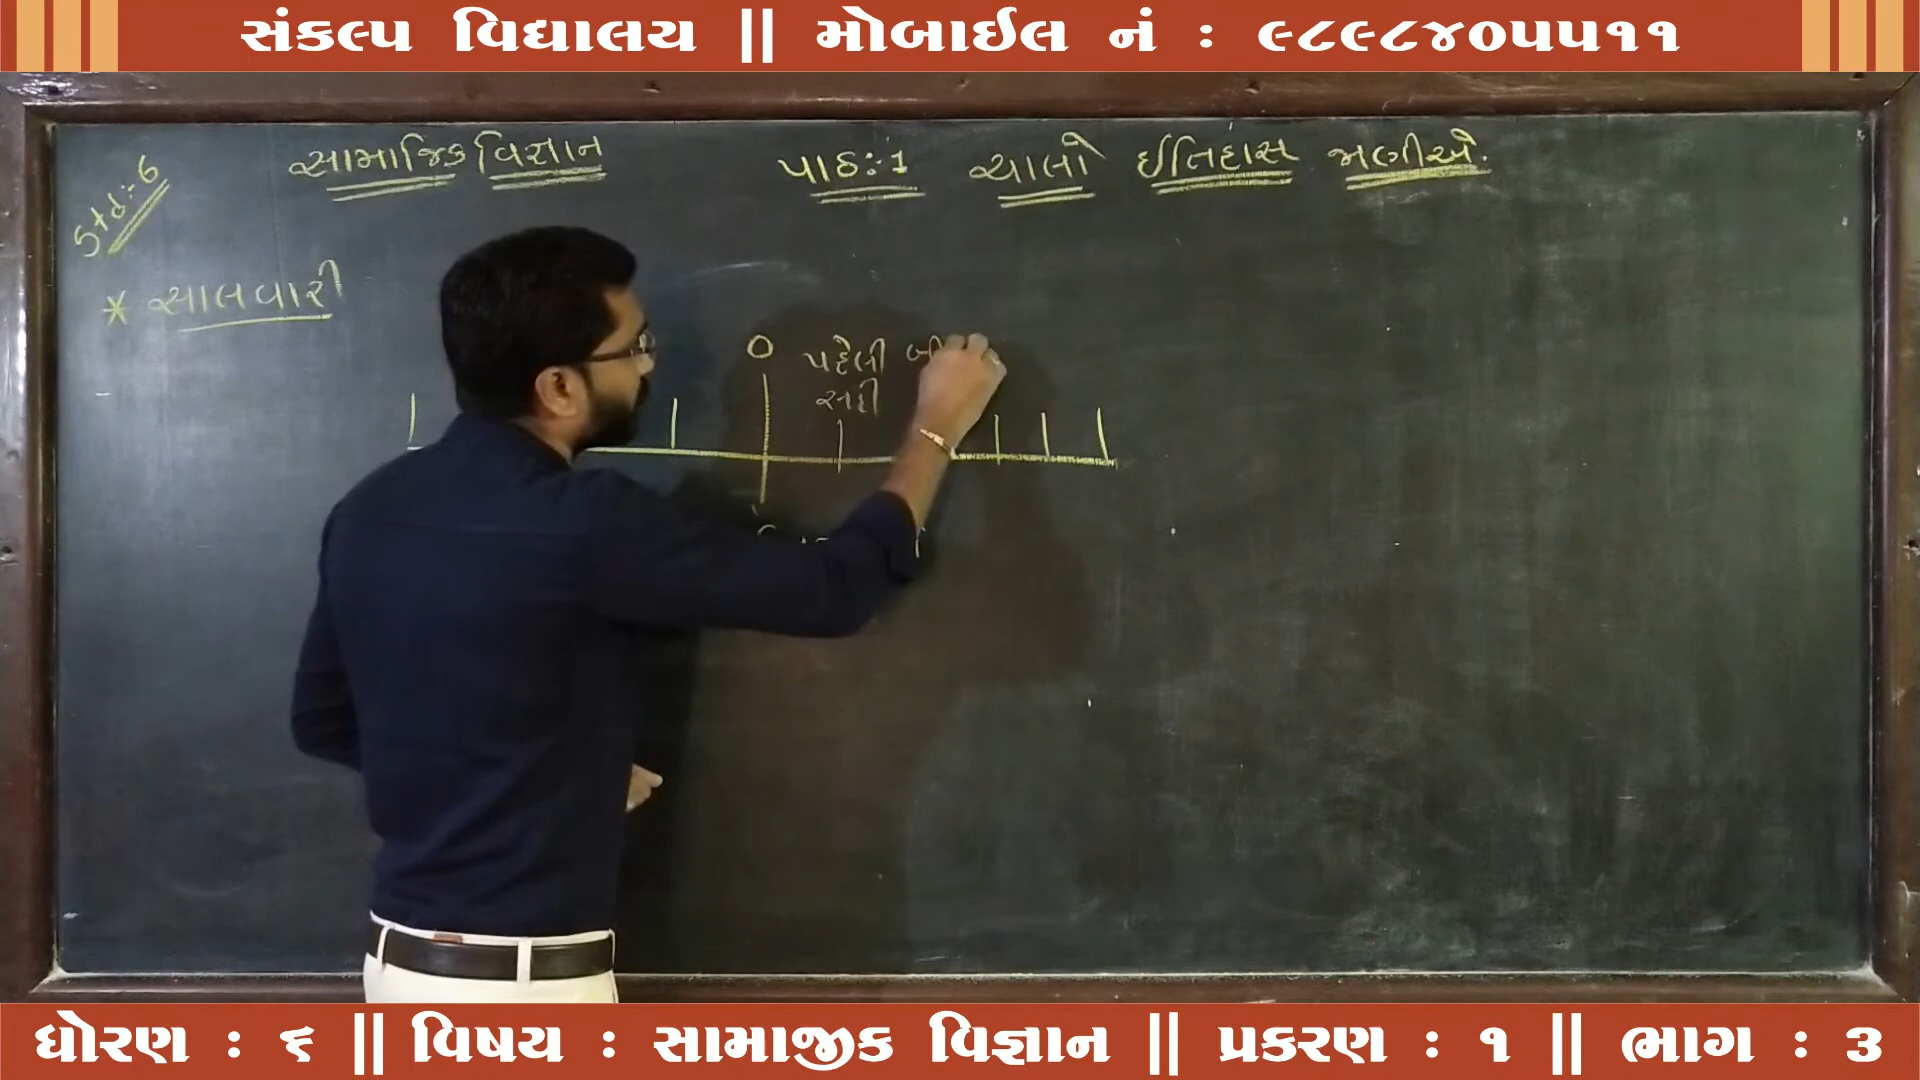 સંકલ્પ વિદ્યાલય || મોબાઈલ નં : ૯૮૯૮૪૦૫૫૧૧
Std:-6
સામાજિક વિજ્ઞાન પાઠ:-1 ચાલો ઈતિહાસ જાણીએ.
* સાલવારી
0 પહેલી
સદી
ધોરણ : ૬ || વિષય : સામાજીક વિજ્ઞાન || પ્રકરણ : ૧ || ભાગ : ૩